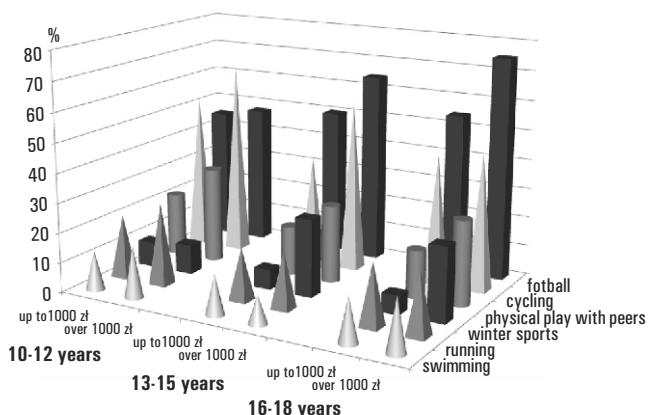 %
80
70
60
50
40
30
20
10
0
up to1000 zł
over 1000 zł
10-12 years
up to1000 zł
over 1000 zł
13-15 years
up to1000 zł
over 1000 zł
16-18 years
fotball
cycling
physical play with peers
winter sports
running
swimming